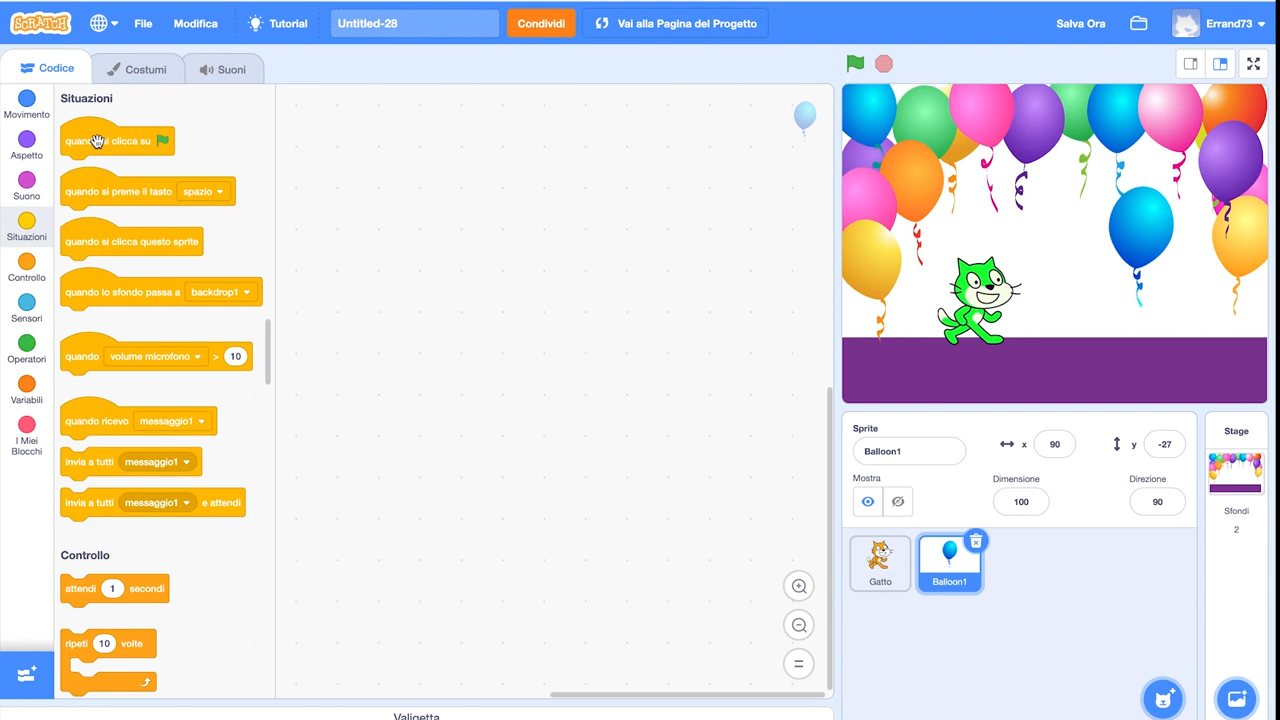 SCRATCH
File
Modifica
Tutorial
Untitled-28
Condividi
Vai alla Pagina del Progetto
Salva Ora
Errand73
Codice
Costumi
Suoni
Movimento
Aspetto
Suono
Situazioni
Controllo
Sensori
Operatori
Variabili
I Miei
Blocchi
Situazioni
quando si clicca su
quando si preme il tasto spazio
quando si clicca questo sprite
quando lo sfondo passa a backdrop1
quando volume microfono > 10
quando ricevo messaggio1
invia a tutti messaggio1
invia a tutti messaggio1 e attendi
Controllo
attendi 1 secondi
ripeti 10 volte
Valigetta
Sprite
Balloon1
x 90
y -27
Mostra
Dimensione
100
Direzione
90
Gatto
Balloon1
Stage
Sfondi
2